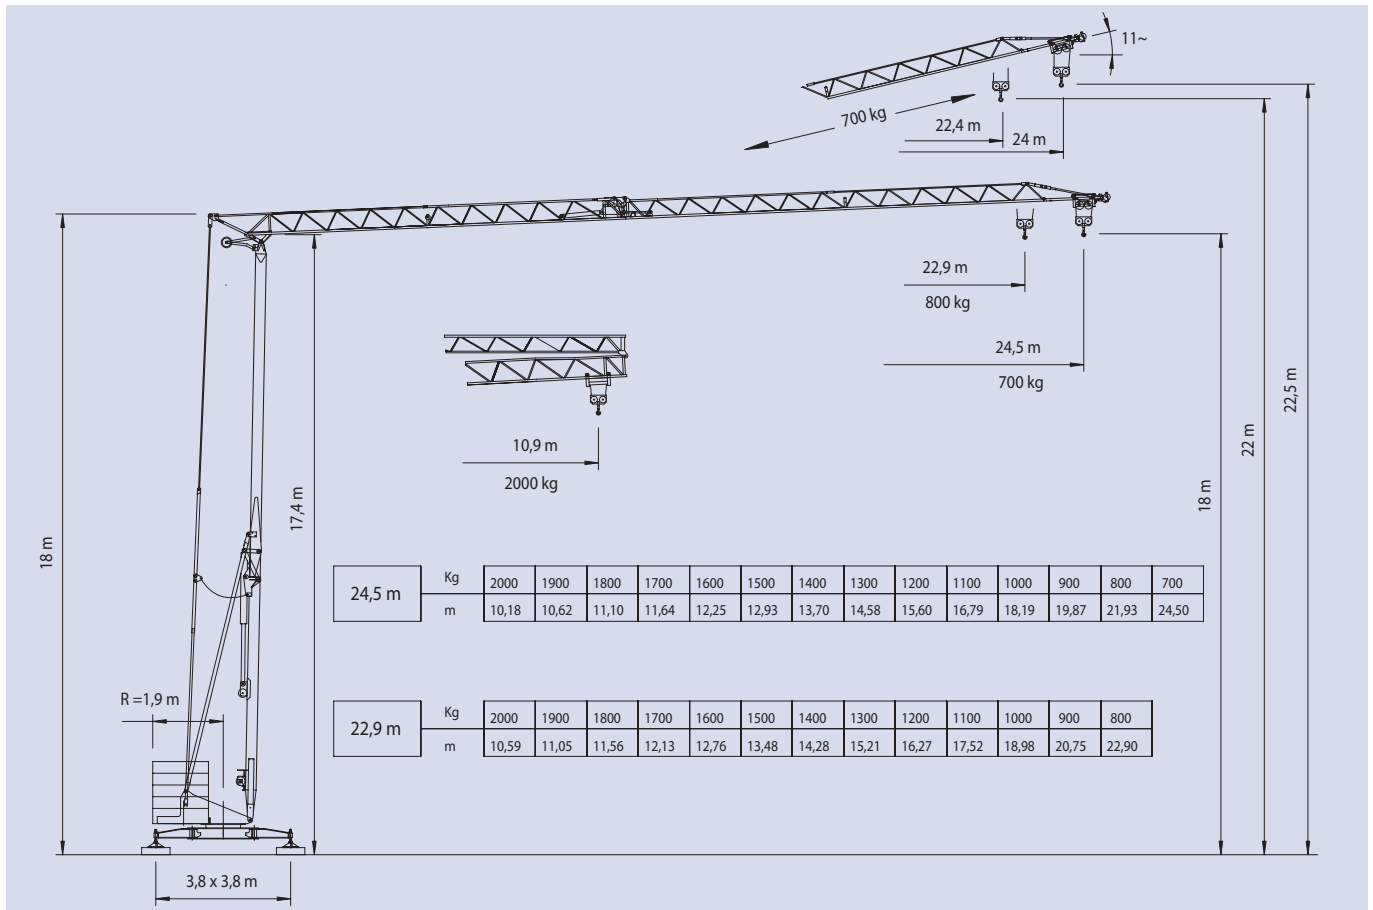 11~
700 kg
22,4 m
24 m
22,9 m
800 kg
24,5 m
700 kg
10,9 m
2000 kg
18 m
17,4 m
18 m
22 m
22,5 m
24,5 m
Kg 2000 1900 1800 1700 1600 1500 1400 1300 1200 1100 1000 900 800 700
m 10,18 10,62 11,10 11,64 12,25 12,93 13,70 14,58 15,60 16,79 18,19 19,87 21,93 24,50
R =1,9 m
22,9 m
Kg 2000 1900 1800 1700 1600 1500 1400 1300 1200 1100 1000 900 800
m 10,59 11,05 11,56 12,13 12,76 13,48 14,28 15,21 16,27 17,52 18,98 20,75 22,90
3,8 x 3,8 m